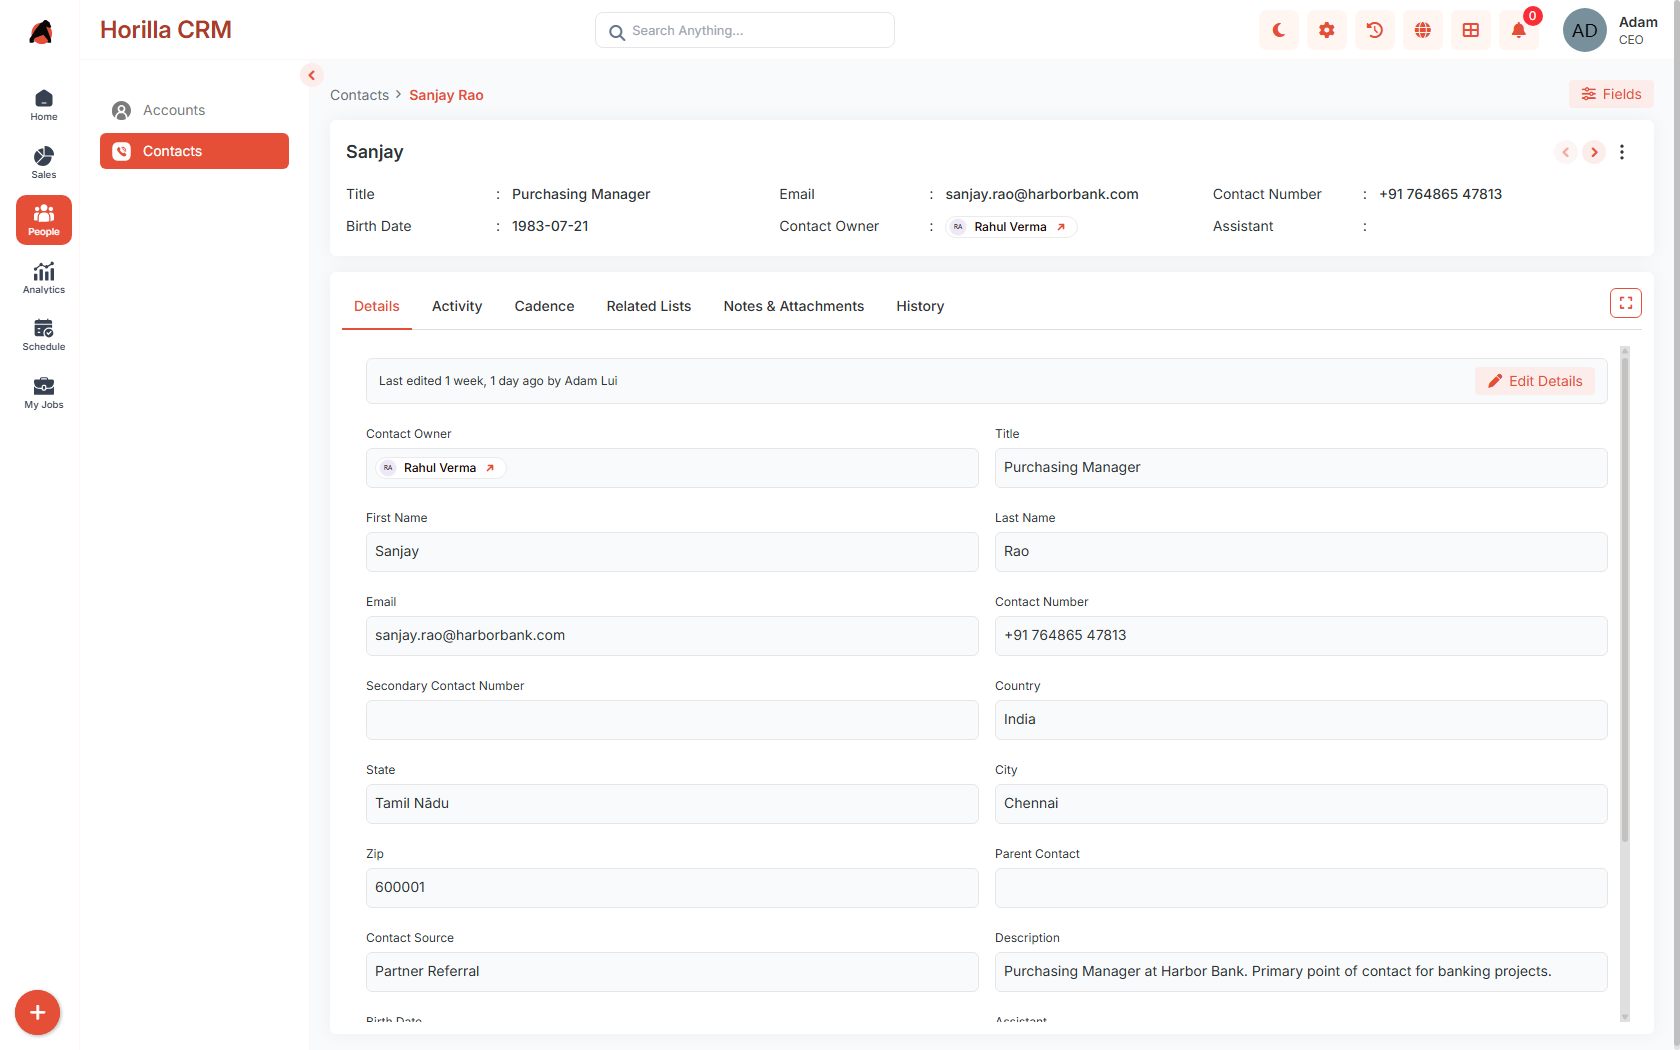 Horilla CRM
Search Anything...
0
AD
Adam
CEO
Home
Sales
People
Analytics
Schedule
My Jobs
Accounts
Contacts
Contacts > Sanjay Rao
Fields
Sanjay
Title : Purchasing Manager
Email : sanjay.rao@harborbank.com
Contact Number : +91 764865 47813
Birth Date : 1983-07-21
Contact Owner : RA Rahul Verma
Assistant :
Details
Activity
Cadence
Related Lists
Notes & Attachments
History
Last edited 1 week, 1 day ago by Adam Lui
Edit Details
Contact Owner
RA Rahul Verma
Title
Purchasing Manager
First Name
Sanjay
Last Name
Rao
Email
sanjay.rao@harborbank.com
Contact Number
+91 764865 47813
Secondary Contact Number
Country
India
State
Tamil Nādu
City
Chennai
Zip
600001
Parent Contact
Contact Source
Partner Referral
Description
Purchasing Manager at Harbor Bank. Primary point of contact for banking projects.
Birth Date
Assistant